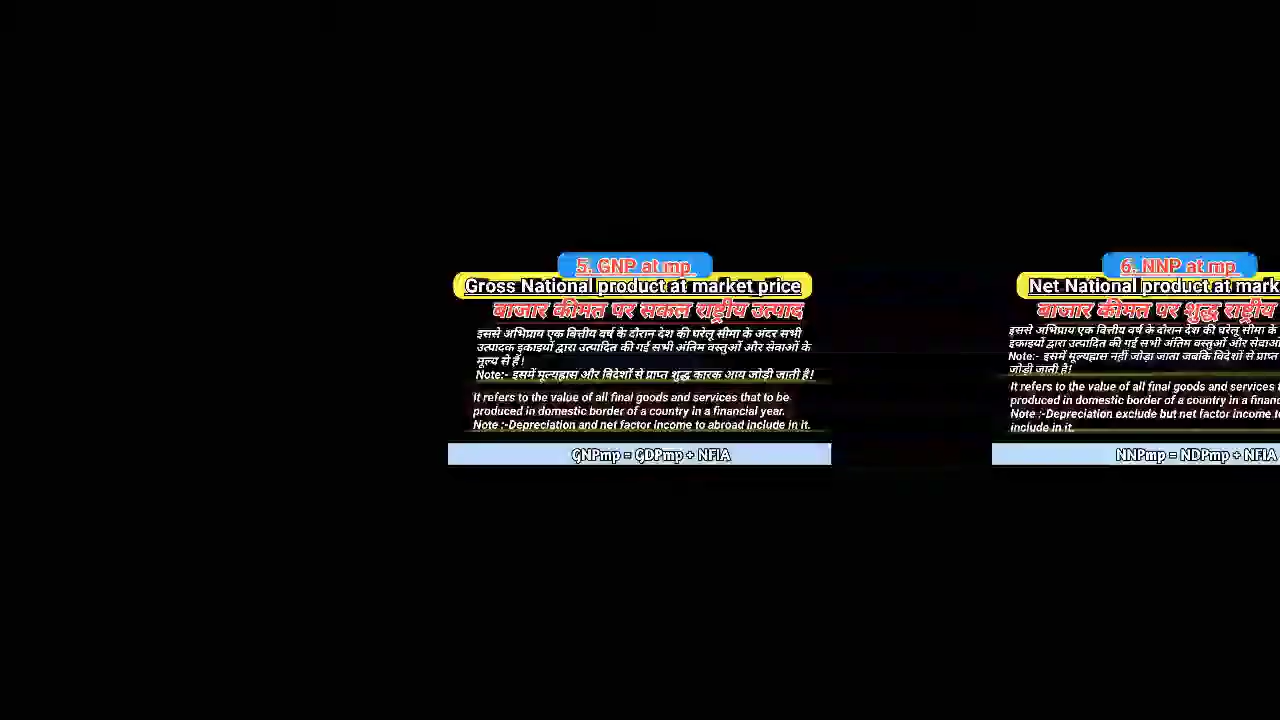 5. GNP at mp
Gross National product at market price
बाजार कीमत पर सकल राष्ट्रीय उत्पाद
इससे अभिप्राय एक वित्तीय वर्ष के दौरान देश की घरेलू सीमा के अंदर सभी
उत्पादक इकाइयों द्वारा उत्पादित की गई सभी अंतिम वस्तुओं और सेवाओं के
मूल्य से हैं!
Note:- इसमें मूल्यह्रास और विदेशों से प्राप्त शुद्ध कारक आय जोड़ी जाती है!
It refers to the value of all final goods and services that to be
produced in domestic border of a country in a financial year.
Note :-Depreciation and net factor income to abroad include in it.
GNPmp = GDPmp + NFIA
6. NNP at mp
Net National product at mark
बाजार कीमत पर शुद्ध राष्ट्रीय
इससे अभिप्राय एक वित्तीय वर्ष के दौरान देश की घरेलू सीमा के
इकाइयों द्वारा उत्पादित की गई सभी अंतिम वस्तुओं और सेवाओं
Note:- इसमें मूल्यह्रास नहीं जोड़ा जाता जबकि विदेशों से प्राप्त
जोड़ी जाती है!
It refers to the value of all final goods and services
produced in domestic border of a country in a
Note :-Depreciation exclude but net factor income
include in it.
NNPmp = NDPmp + NFIA